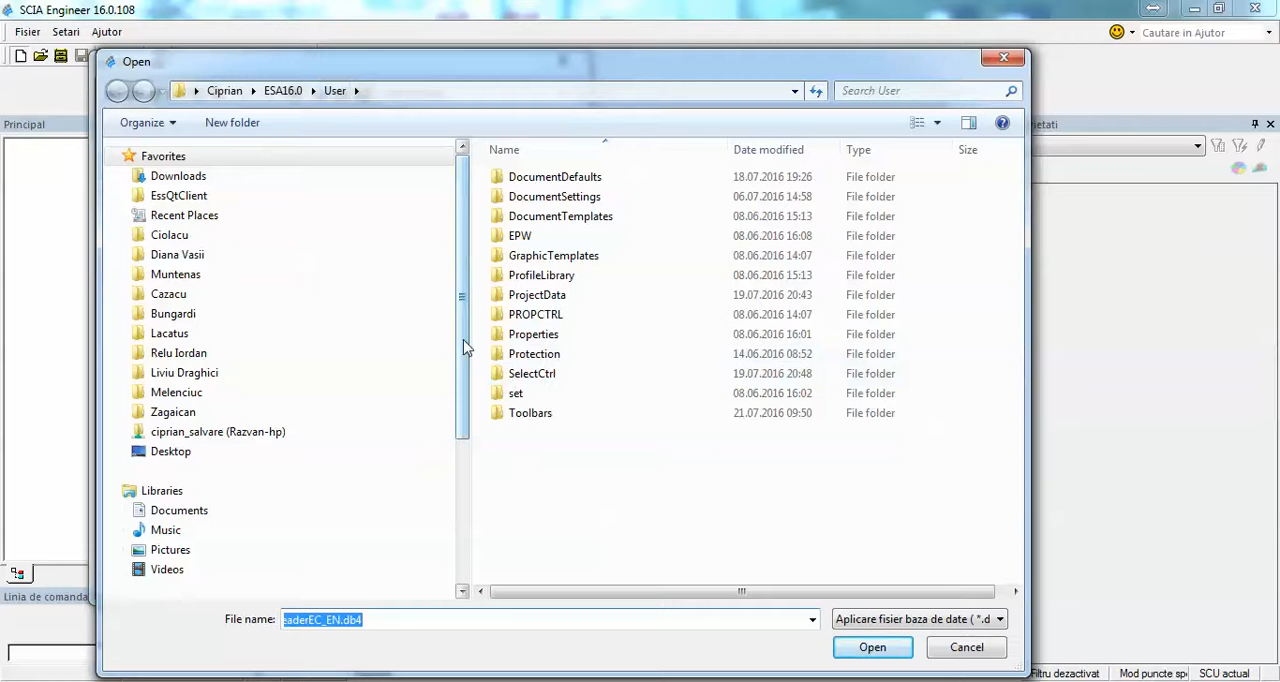 SCIA Engineer 16.0.108
Fisier Setari Ajutor
Cautare in Ajutor
Principal
Open
Ciprian ESA16.0 User
Search User
Organize New folder
Name Date modified Type Size
Favorites
Downloads
EssQtClient
Recent Places
Ciolacu
Diana Vasii
Muntenas
Cazacu
Bungardi
Lacatus
Relu Iordan
Liviu Draghici
Melenciuc
Zagaican
ciprian_salvare (Razvan-hp)
Desktop
Libraries
Documents
Music
Pictures
Videos
DocumentDefaults 18.07.2016 19:26 File folder
DocumentSettings 06.07.2016 14:58 File folder
DocumentTemplates 08.06.2016 15:13 File folder
EPW 08.06.2016 16:08 File folder
GraphicTemplates 08.06.2016 14:07 File folder
ProfileLibrary 08.06.2016 15:13 File folder
ProjectData 19.07.2016 20:43 File folder
PROPCTRL 08.06.2016 14:07 File folder
Properties 08.06.2016 16:01 File folder
Protection 14.06.2016 08:52 File folder
SelectCtrl 19.07.2016 20:48 File folder
set 08.06.2016 16:02 File folder
Toolbars 21.07.2016 09:50 File folder
File name: eaderEC_EN.db4
Aplicare fisier baza de date ( *.d
Open Cancel
etati
Linia de comanda
ltru dezactivat Mod puncte sp SCU actual